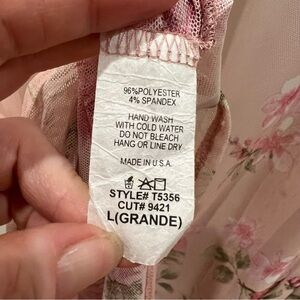 96%POLYESTER
4% SPANDEX
HAND WASH
WITH COLD WATER
DO NOT BLEACH
HANG OR LINE DRY
MADE IN U.S.A.
STYLE# T5356
CUT# 9421
L(GRANDE)